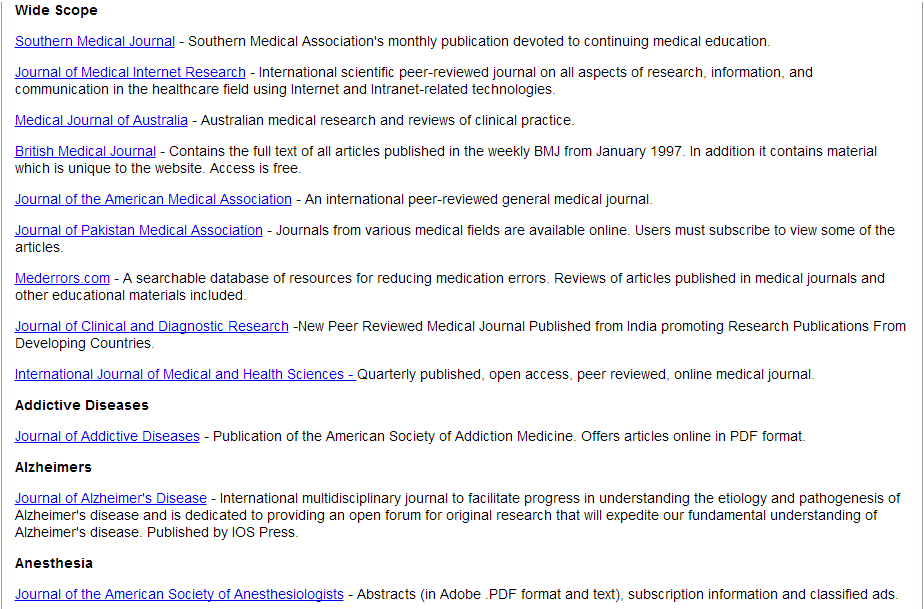 Wide Scope
Southern Medical Journal - Southern Medical Association's monthly publication devoted to continuing medical education.
Journal of Medical Internet Research - International scientific peer-reviewed journal on all aspects of research, information, and
communication in the healthcare field using Internet and Intranet-related technologies.
Medical Journal of Australia - Australian medical research and reviews of clinical practice.
British Medical Journal - Contains the full text of all articles published in the weekly BMJ from January 1997. In addition it contains material
which is unique to the website. Access is free.
Journal of the American Medical Association - An international peer-reviewed general medical journal.
Journal of Pakistan Medical Association - Journals from various medical fields are available online. Users must subscribe to view some of the
articles.
Mederrors.com - A searchable database of resources for reducing medication errors. Reviews of articles published in medical journals and
other educational materials included.
Journal of Clinical and Diagnostic Research -New Peer Reviewed Medical Journal Published from India promoting Research Publications From
Developing Countries.
International Journal of Medical and Health Sciences - Quarterly published, open access, peer reviewed, online medical journal.
Addictive Diseases
Journal of Addictive Diseases - Publication of the American Society of Addiction Medicine. Offers articles online in PDF format.
Alzheimers
Journal of Alzheimer's Disease - International multidisciplinary journal to facilitate progress in understanding the etiology and pathogenesis of
Alzheimer's disease and is dedicated to providing an open forum for original research that will expedite our fundamental understanding of
Alzheimer's disease. Published by IOS Press.
Anesthesia
Journal of the American Society of Anesthesiologists - Abstracts (in Adobe .PDF format and text), subscription information and classified ads.